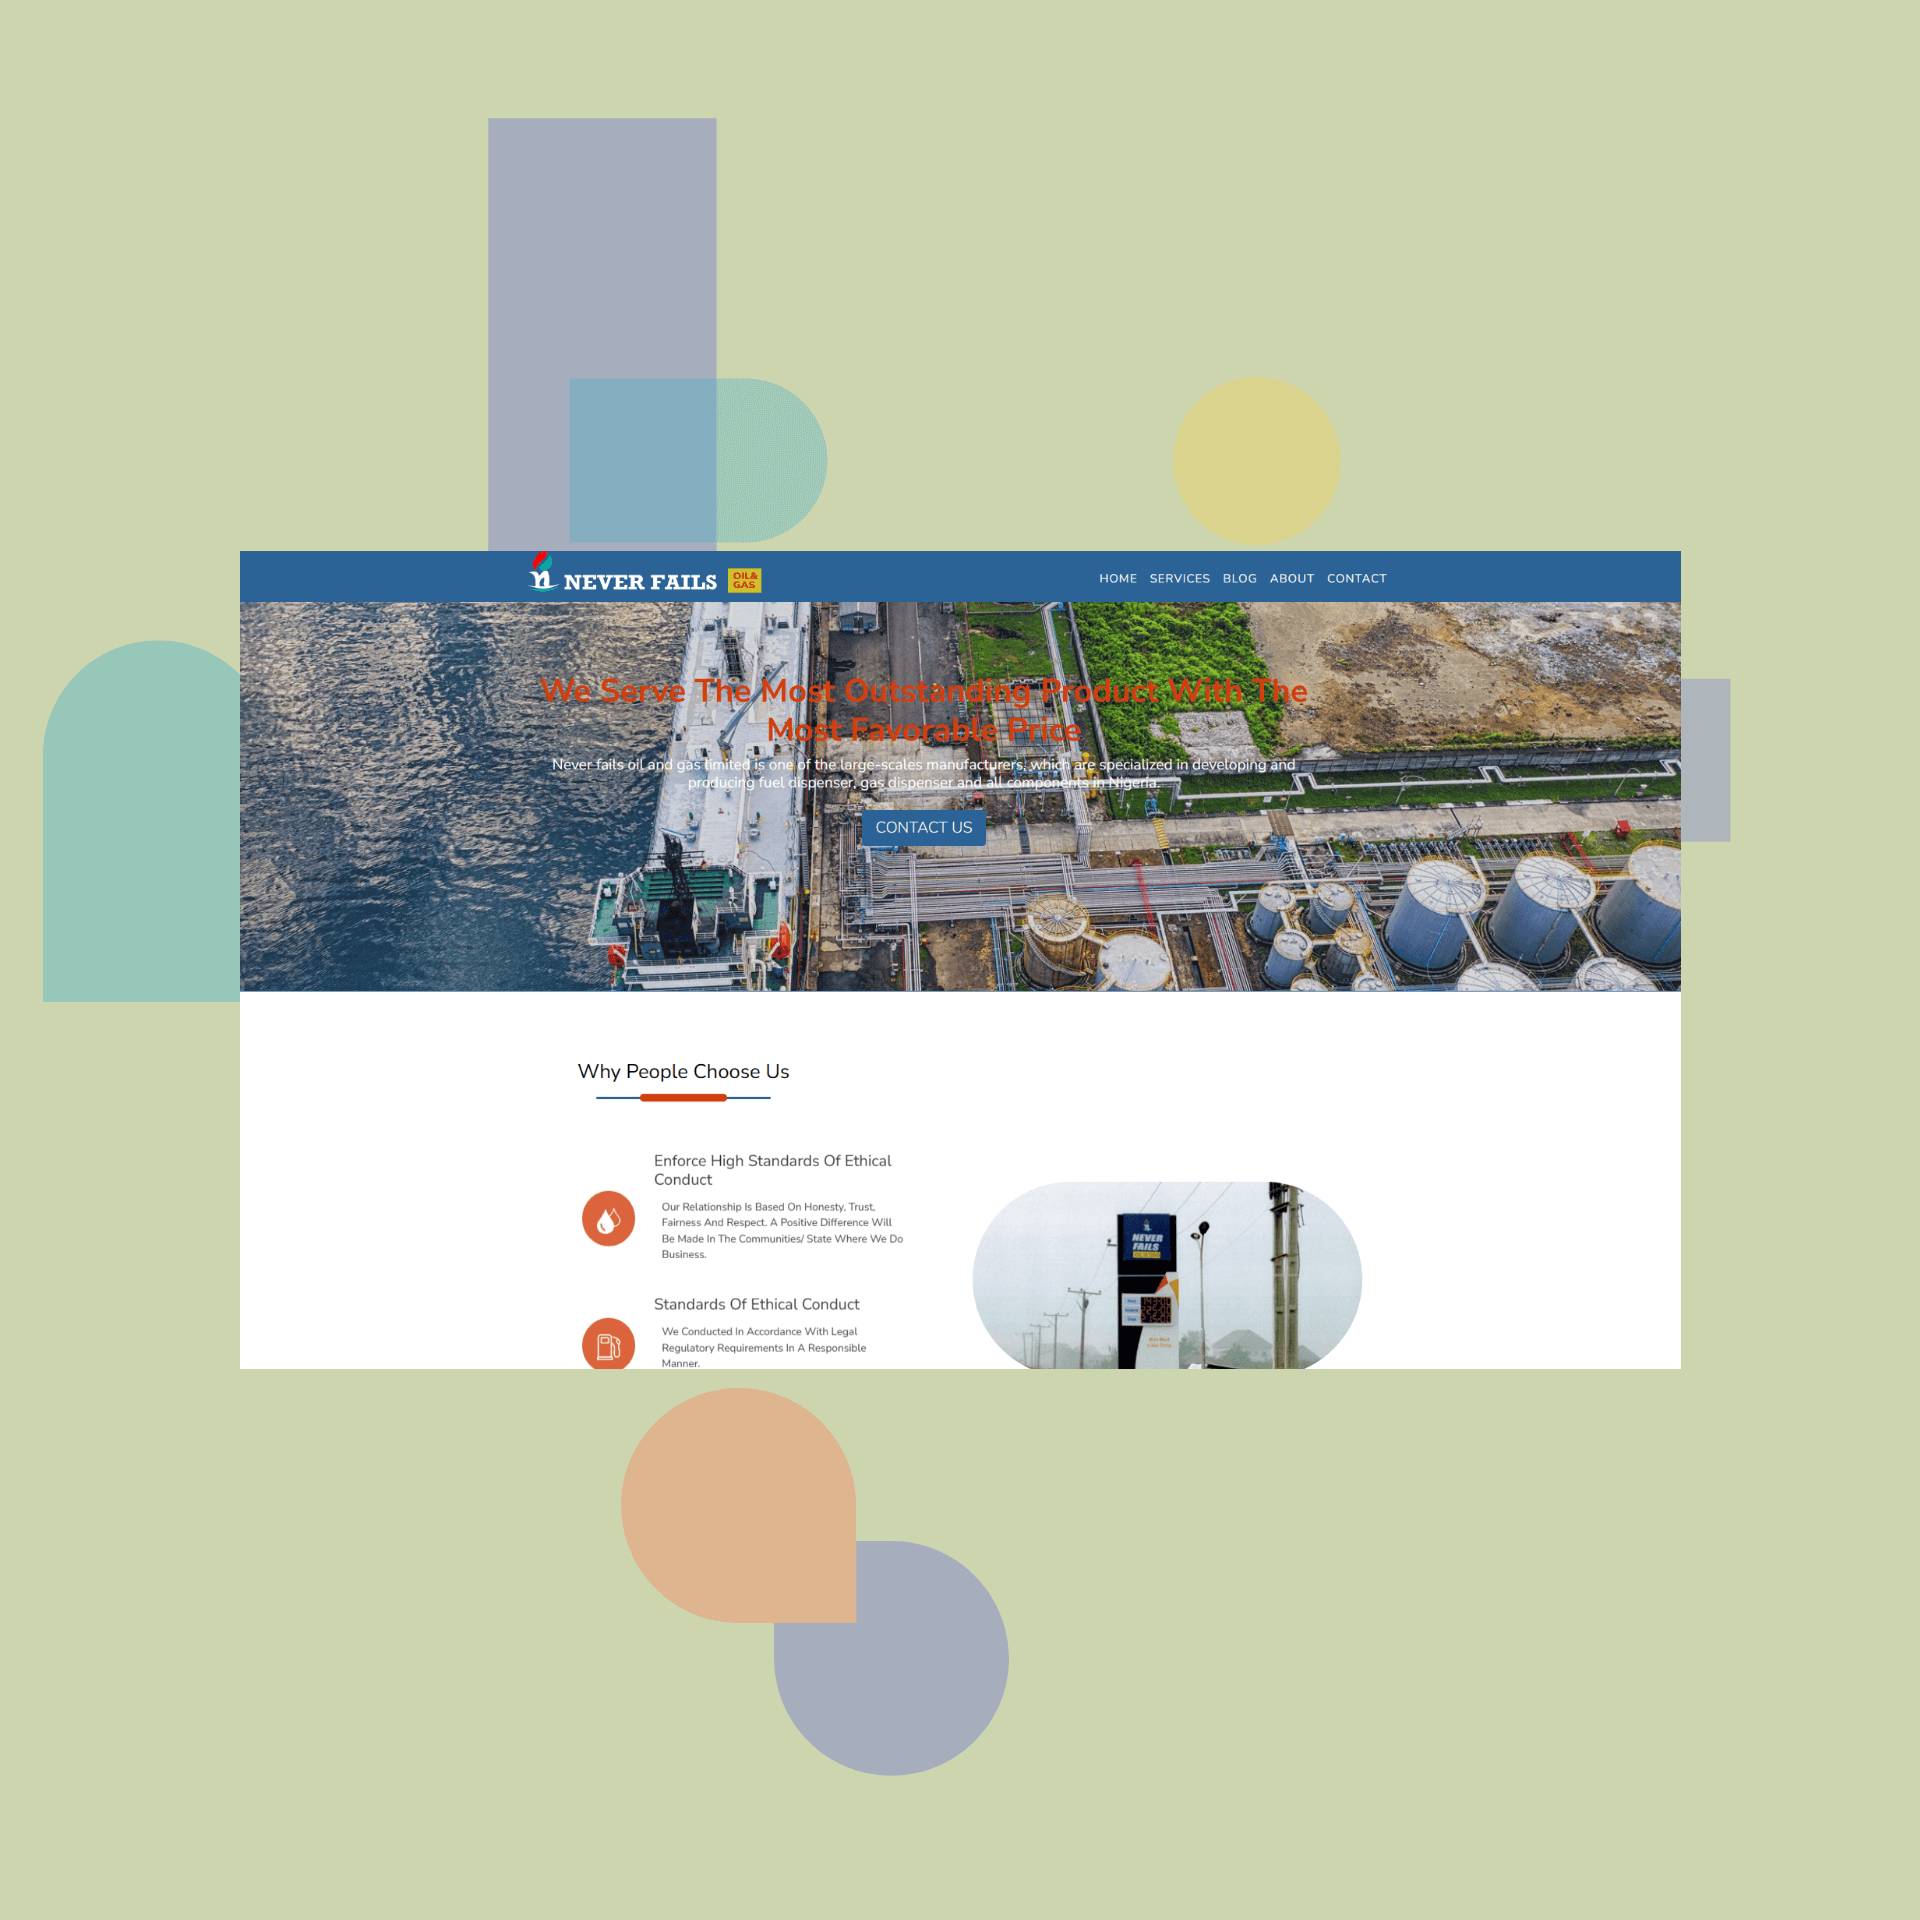 NEVER FAILS
OIL&
GAS
HOME SERVICES BLOG ABOUT CONTACT
We Serve The Most Outstanding Product With The
Most Favorable Price
Never fails oil and gas limited is one of the large-scales manufacturers, which are specialized in developing and
producing fuel dispenser, gas dispenser and all components in Nigeria.
CONTACT US
Why People Choose Us
Enforce High Standards Of Ethical
Conduct
Our Relationship Is Based On Honesty, Trust,
Fairness And Respect. A Positive Difference Will
Be Made In The Communities/ State Where We Do
Business.
Standards Of Ethical Conduct
We Conducted In Accordance With Legal
Regulatory Requirements In A Responsible
Manner.
NEVER
FAILS